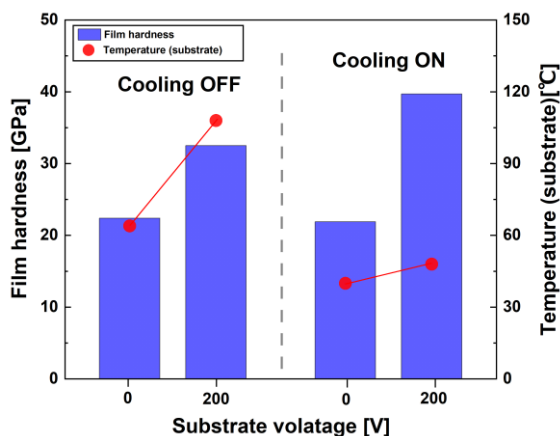 Film hardness
Temperature (substrate)
Cooling OFF
Cooling ON
Film hardness [GPa]
50
40
30
20
10
0
Temperature (substrate)[℃]
150
120
90
60
30
0
0
200
0
200
Substrate volatage [V]